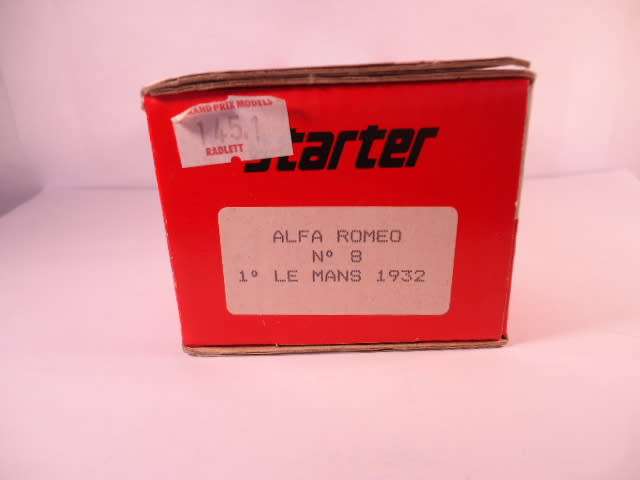 GRAND PRIX MODELS
145.1
RADLETT
Starter
ALFA ROMEO
Nº 8
1º LE MANS 1932